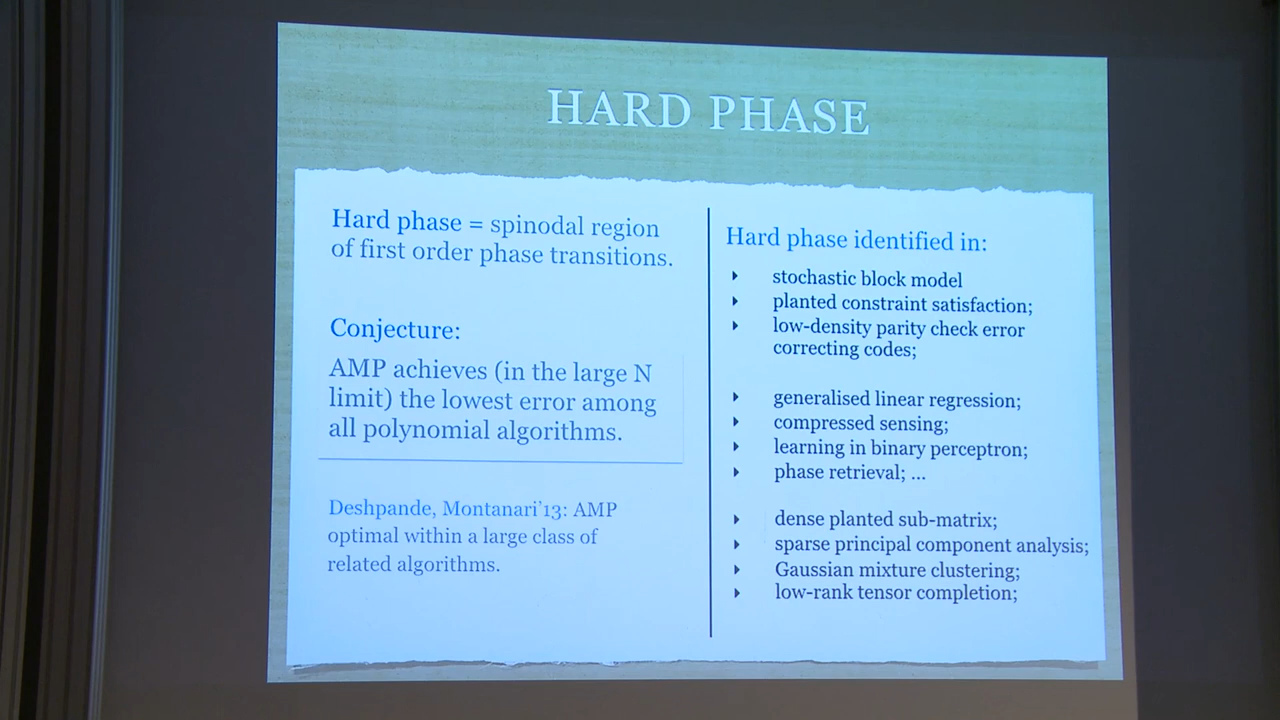 HARD PHASE
Hard phase = spinodal region
of first order phase transitions.
Conjecture:
AMP achieves (in the large N
limit) the lowest error among
all polynomial algorithms.
Deshpande, Montanari'13: AMP
optimal within a large class of
related algorithms.
Hard phase identified in:
stochastic block model
planted constraint satisfaction;
low-density parity check error
correcting codes;
generalised linear regression;
compressed sensing;
learning in binary perceptron;
phase retrieval; ...
dense planted sub-matrix;
sparse principal component analysis;
Gaussian mixture clustering;
low-rank tensor completion;